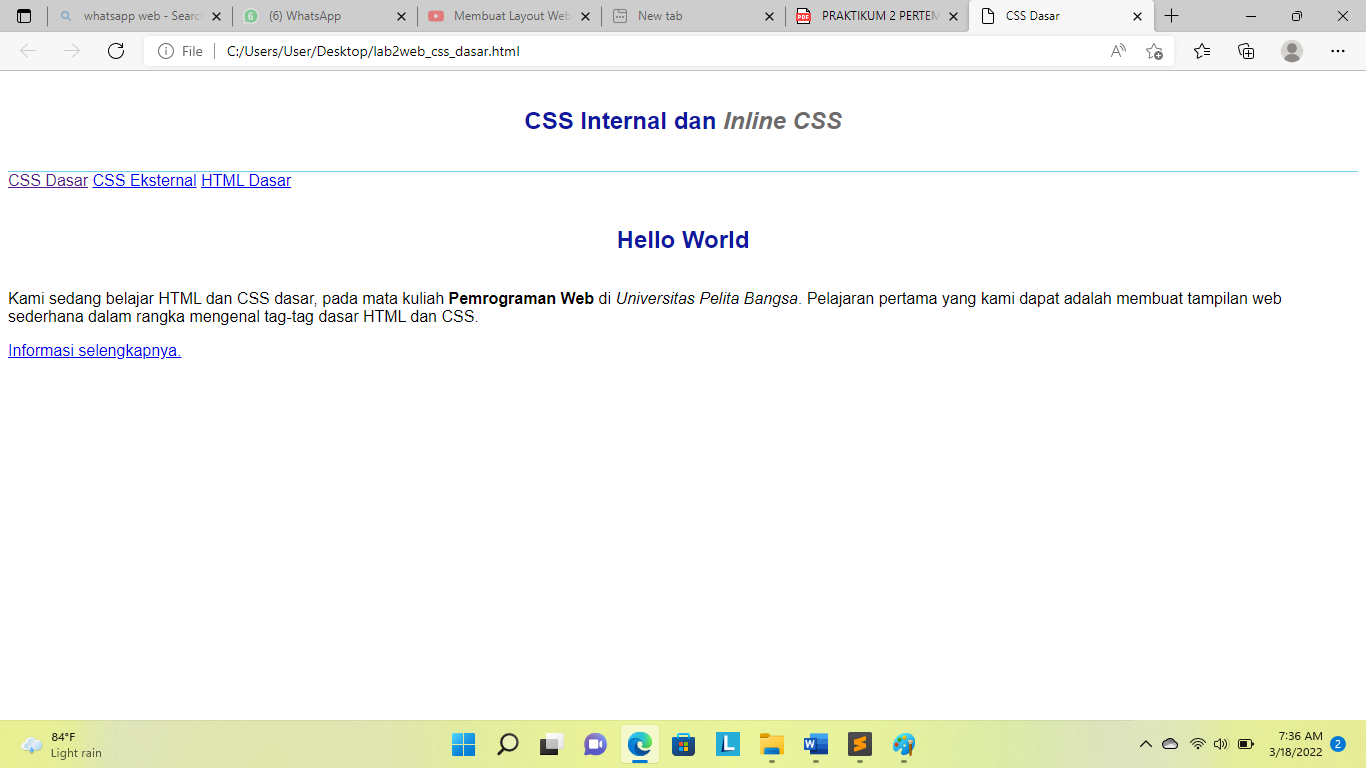 whatsapp web - Searc
6
(6) WhatsApp
Membuat Layout Web
New tab
PDF
PRAKTIKUM 2 PERTEM
CSS Dasar
File
C:/Users/User/Desktop/lab2web_css_dasar.html
CSS Internal dan Inline CSS
CSS Dasar CSS Eksternal HTML Dasar
Hello World
Kami sedang belajar HTML dan CSS dasar, pada mata kuliah Pemrograman Web di Universitas Pelita Bangsa. Pelajaran pertama yang kami dapat adalah membuat tampilan web
sederhana dalam rangka mengenal tag-tag dasar HTML dan CSS.
Informasi selengkapnya.
84°F
Light rain
L
W
S
7:36 AM
3/18/2022
2